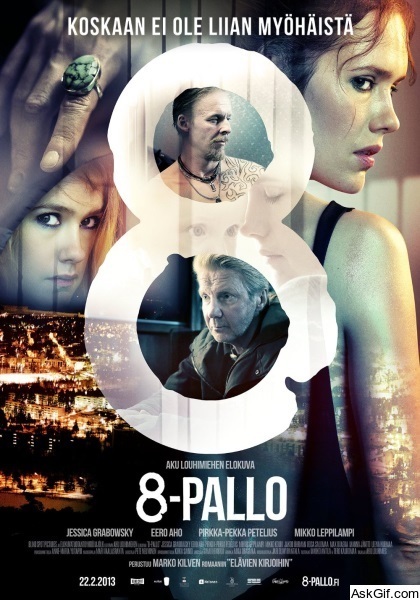 KOSKAAN EI OLE LIIAN MYÖHÄISTÄ
8
AKU LOUHIMIEHEN ELOKUVA
8-PALLO
JESSICA GRABOWSKY EERO AHO PIRKKA-PEKKA PETELIUS MIKKO LEPPILAMPI
PERUSTUU MARKO KILVEN ROMAANIIN "ELÄVIEN KIRJOIHIN"
22.2.2013 8-PALLO.FI
AskGif.com